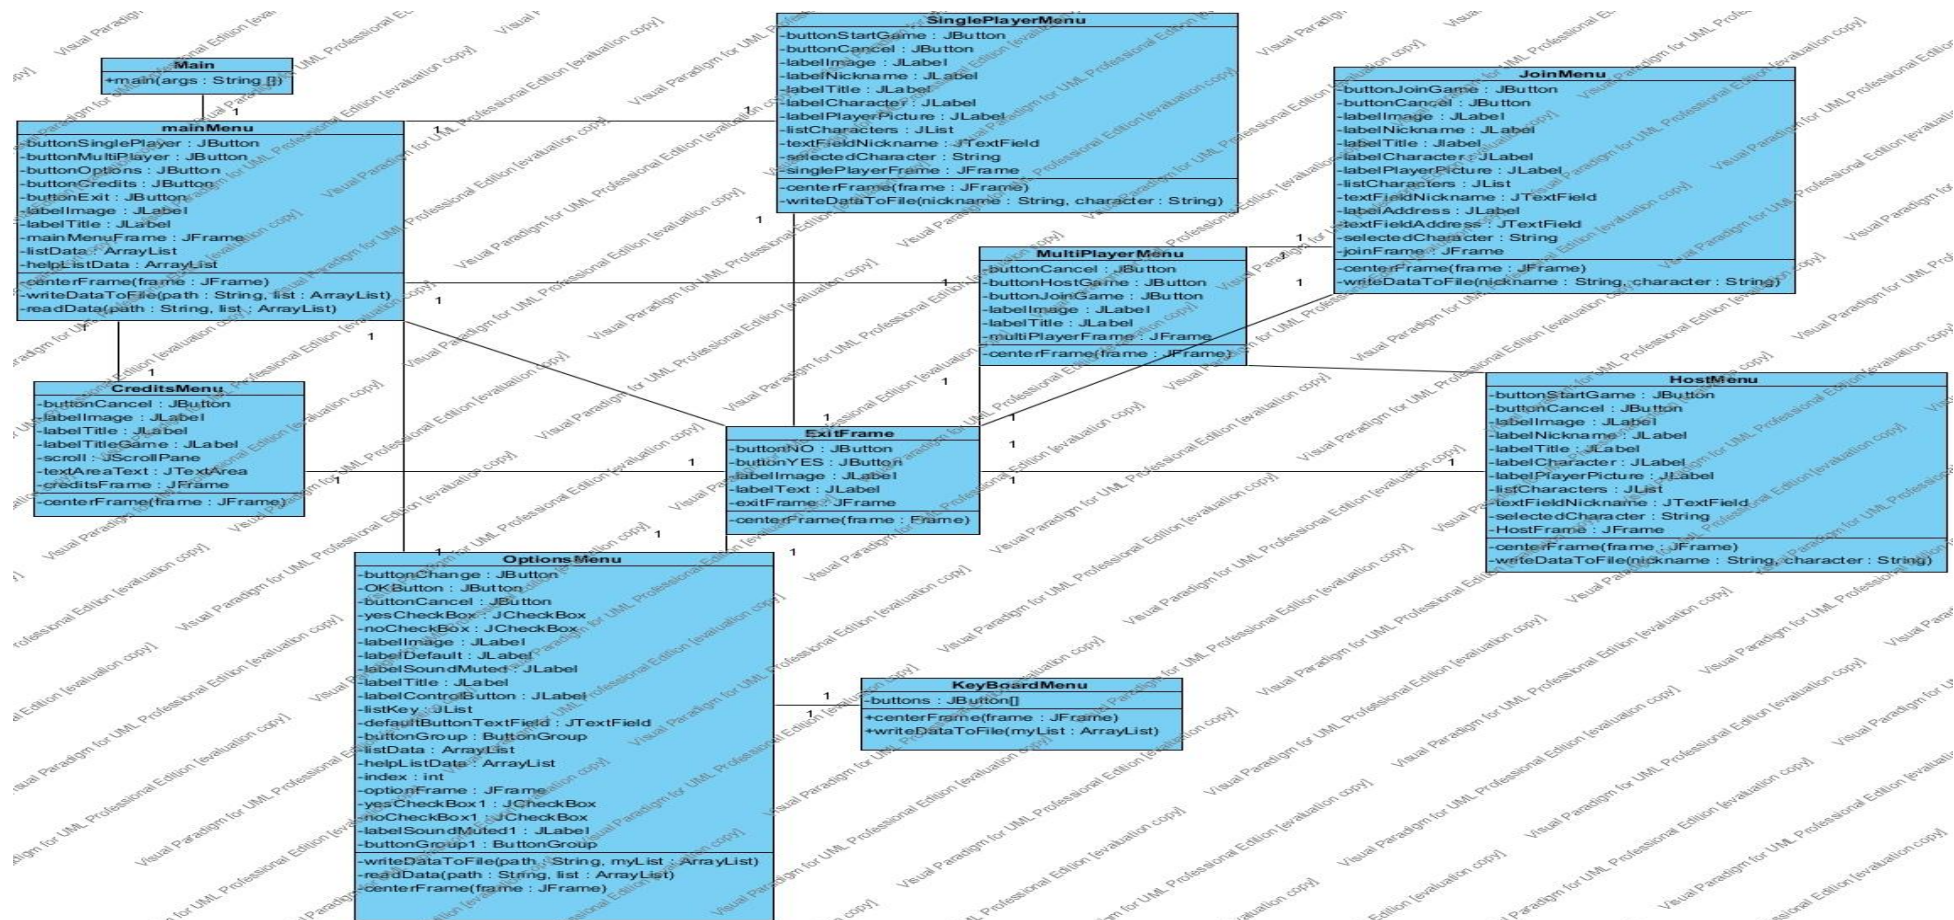 Main
+main(args : String [])
mainMenu
-buttonSinglePlayer : JButton
-buttonMultiPlayer : JButton
-buttonOptions : JButton
-buttonCredits : JButton
-buttonExit : JButton
-labelImage : JLabel
-labelTitle : JLabel
-mainMenuFrame : JFrame
-listData : ArrayList
-helpListData : ArrayList
-centerFrame(frame : JFrame)
-writeDataToFile(path : String, list : ArrayList)
-readData(path : String, list : ArrayList)
SinglePlayerMenu
-buttonStartGame : JButton
-buttonCancel : JButton
-labelImage : JLabel
-labelNickname : JLabel
-labelTitle : JLabel
-labelCharacter : JLabel
-labelPlayerPicture : JLabel
-listCharacters : JList
-textFieldNickname : JTextField
-selectedCharacter : String
-singlePlayerFrame : JFrame
-centerFrame(frame : JFrame)
-writeDataToFile(nickname : String, character : String)
JoinMenu
-buttonJoinGame : JButton
-buttonCancel : JButton
-labelImage : JLabel
-labelNickname : JLabel
-labelTitle : Jlabel
-labelCharacter : JLabel
-labelPlayerPicture : JLabel
-listCharacters : JList
-textFieldNickname : JTextField
-labelAddress : JLabel
-textFieldAddress : JTextField
-selectedCharacter : String
-joinFrame : JFrame
-centerFrame(frame : JFrame)
-writeDataToFile(nickname : String, character : String)
MultiPlayerMenu
-buttonCancel : JButton
-buttonHostGame : JButton
-buttonJoinGame : JButton
-labelImage : JLabel
-labelTitle : JLabel
-multiPlayerFrame : JFrame
-centerFrame(frame : JFrame)
CreditsMenu
-buttonCancel : JButton
-labelImage : JLabel
-labelTitle : JLabel
-labelTitleGame : JLabel
-scroll : JScrollPane
-textAreaText : JTextArea
-creditsFrame : JFrame
-centerFrame(frame : JFrame)
ExitFrame
-buttonNO : JButton
-buttonYES : JButton
-labelImage : JLabel
-labelText : JLabel
-exitFrame : JFrame
-centerFrame(frame : Frame)
HostMenu
-buttonStartGame : JButton
-buttonCancel : JButton
-labelImage : JLabel
-labelNickname : JLabel
-labelTitle : JLabel
-labelCharacter : JLabel
-labelPlayerPicture : JLabel
-listCharacters : JList
-textFieldNickname : JTextField
-selectedCharacter : String
-HostFrame : JFrame
-centerFrame(frame : JFrame)
-writeDataToFile(nickname : String, character : String)
OptionsMenu
-buttonChange : JButton
-OKButton : JButton
-buttonCancel : JButton
-yesCheckBox : JCheckBox
-noCheckBox : JCheckBox
-labelImage : JLabel
-labelDefault : JLabel
-labelSoundMuted : JLabel
-labelTitle : JLabel
-labelControlButton : JLabel
-listKey : JList
-defaultButtonTextField : JTextField
-buttonGroup : ButtonGroup
-listData : ArrayList
-helpListData : ArrayList
-index : int
-optionFrame : JFrame
-yesCheckBox1 : JCheckBox
-noCheckBox1 : JCheckBox
-labelSoundMuted1 : JLabel
-buttonGroup1 : ButtonGroup
-writeDataToFile(path : String, myList : ArrayList)
-readData(path : String, list : ArrayList)
-centerFrame(frame : JFrame)
KeyBoardMenu
-buttons : JButton[]
+centerFrame(frame : JFrame)
+writeDataToFile(myList : ArrayList)
Visual Paradigm for UML Professional Edition [evaluation copy]